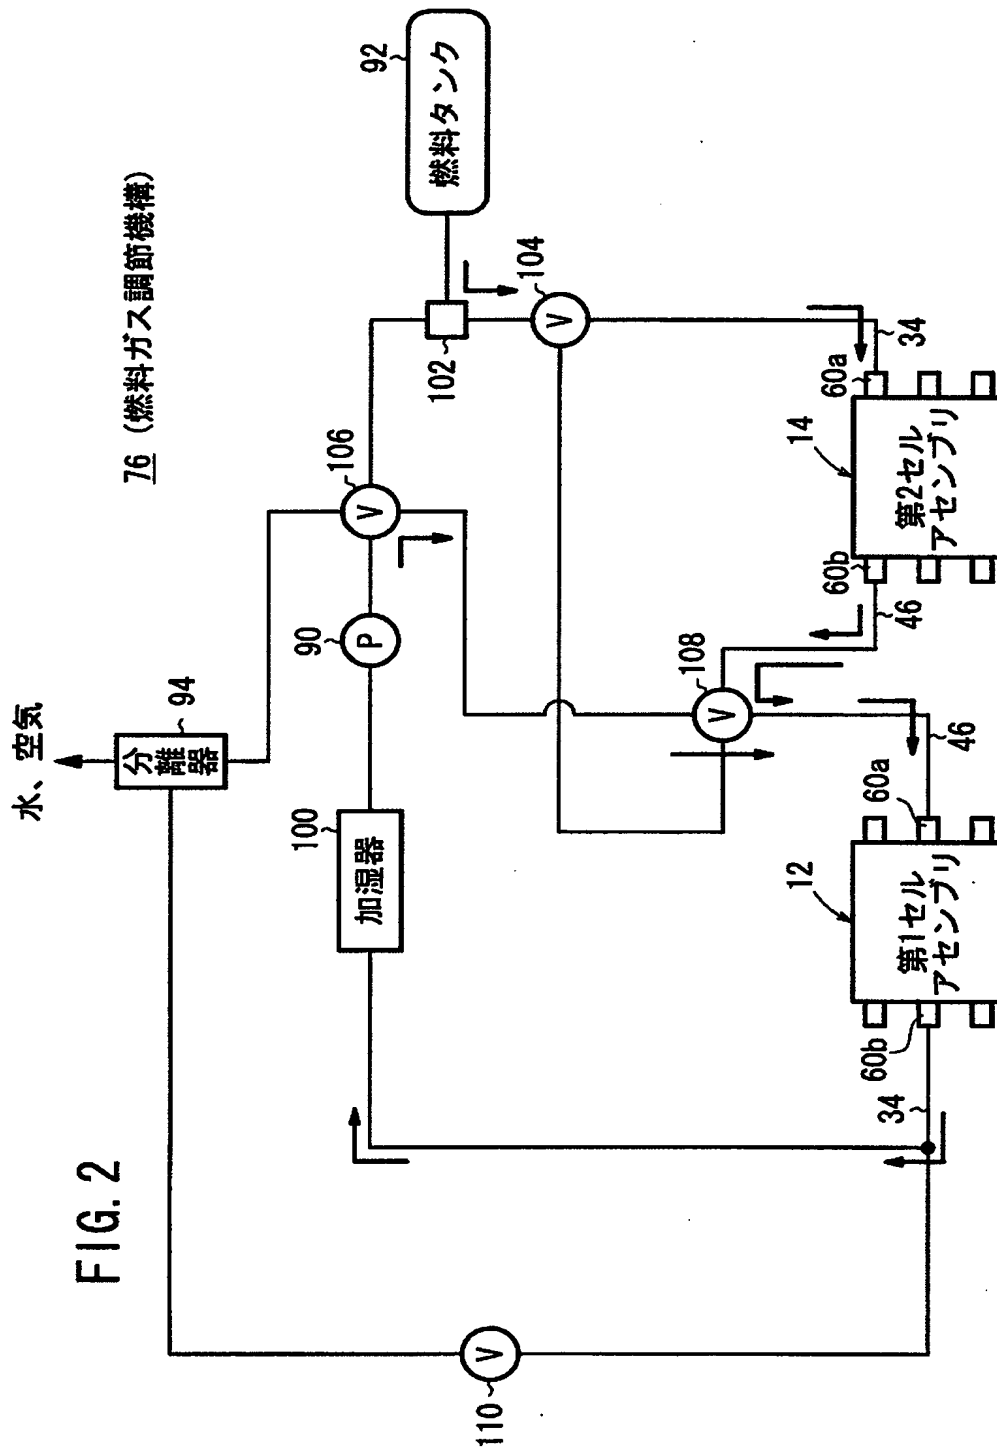 FIG. 2
76 (燃料ガス調節機構)
水、空気
94
分離器
90
P
106
V
92
燃料タンク
102
104
V
100
加湿器
110
V
108
V
34
60b
12
第1セル
アセンブリ
60a
46
46
60b
14
第2セル
アセンブリ
60a
34